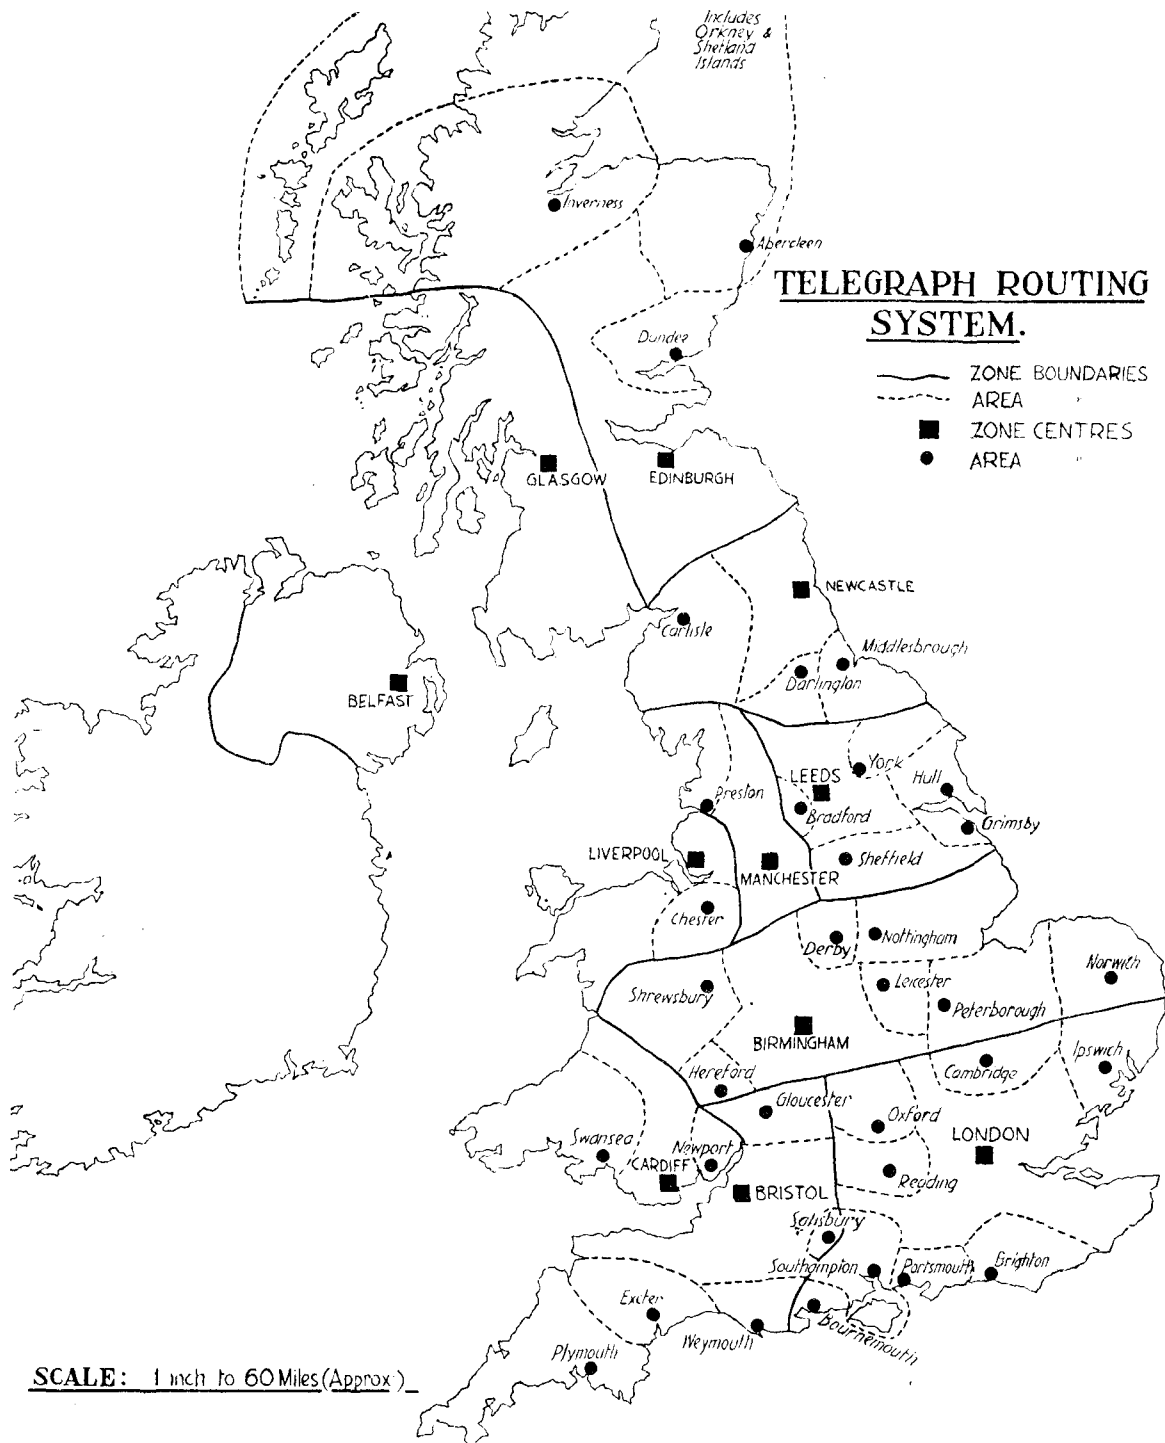 Includes
Orkney &
Shetland
Islands
Inverness
Aberdeen
TELEGRAPH ROUTING
SYSTEM.
Dundee
ZONE BOUNDARIES
AREA "
ZONE CENTRES
AREA "
GLASGOW
EDINBURGH
NEWCASTLE
Carlisle
Middlesbrough
Darlington
BELFAST
York
LEEDS
Hull
Preston
Bradford
Grimsby
LIVERPOOL
MANCHESTER
Sheffield
Chester
Derby
Nottingham
Norwich
Shrewsbury
Leicester
Peterborough
BIRMINGHAM
Ipswich
Hereford
Cambridge
Gloucester
Oxford
LONDON
Swansea
Newport
CARDIFF
Reading
BRISTOL
Salisbury
Southampton
Portsmouth
Brighton
Exeter
Weymouth
Bournemouth
Plymouth
SCALE: 1 inch to 60 Miles (Approx.)